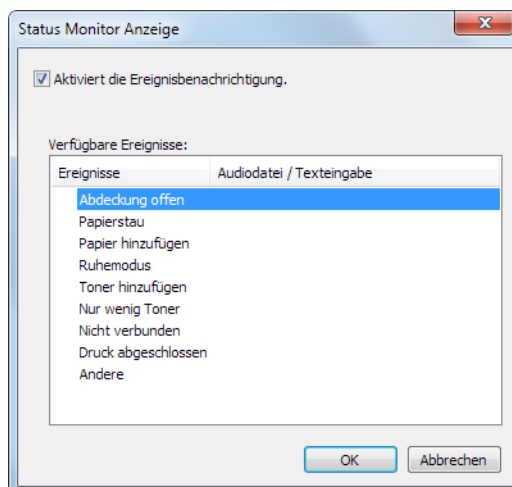 Status Monitor Anzeige
Aktiviert die Ereignisbenachrichtigung.
Verfügbare Ereignisse:
Ereignisse Audiodatei / Texteingabe
Abdeckung offen
Papierstau
Papier hinzufügen
Ruhemodus
Toner hinzufügen
Nur wenig Toner
Nicht verbunden
Druck abgeschlossen
Andere
OK Abbrechen